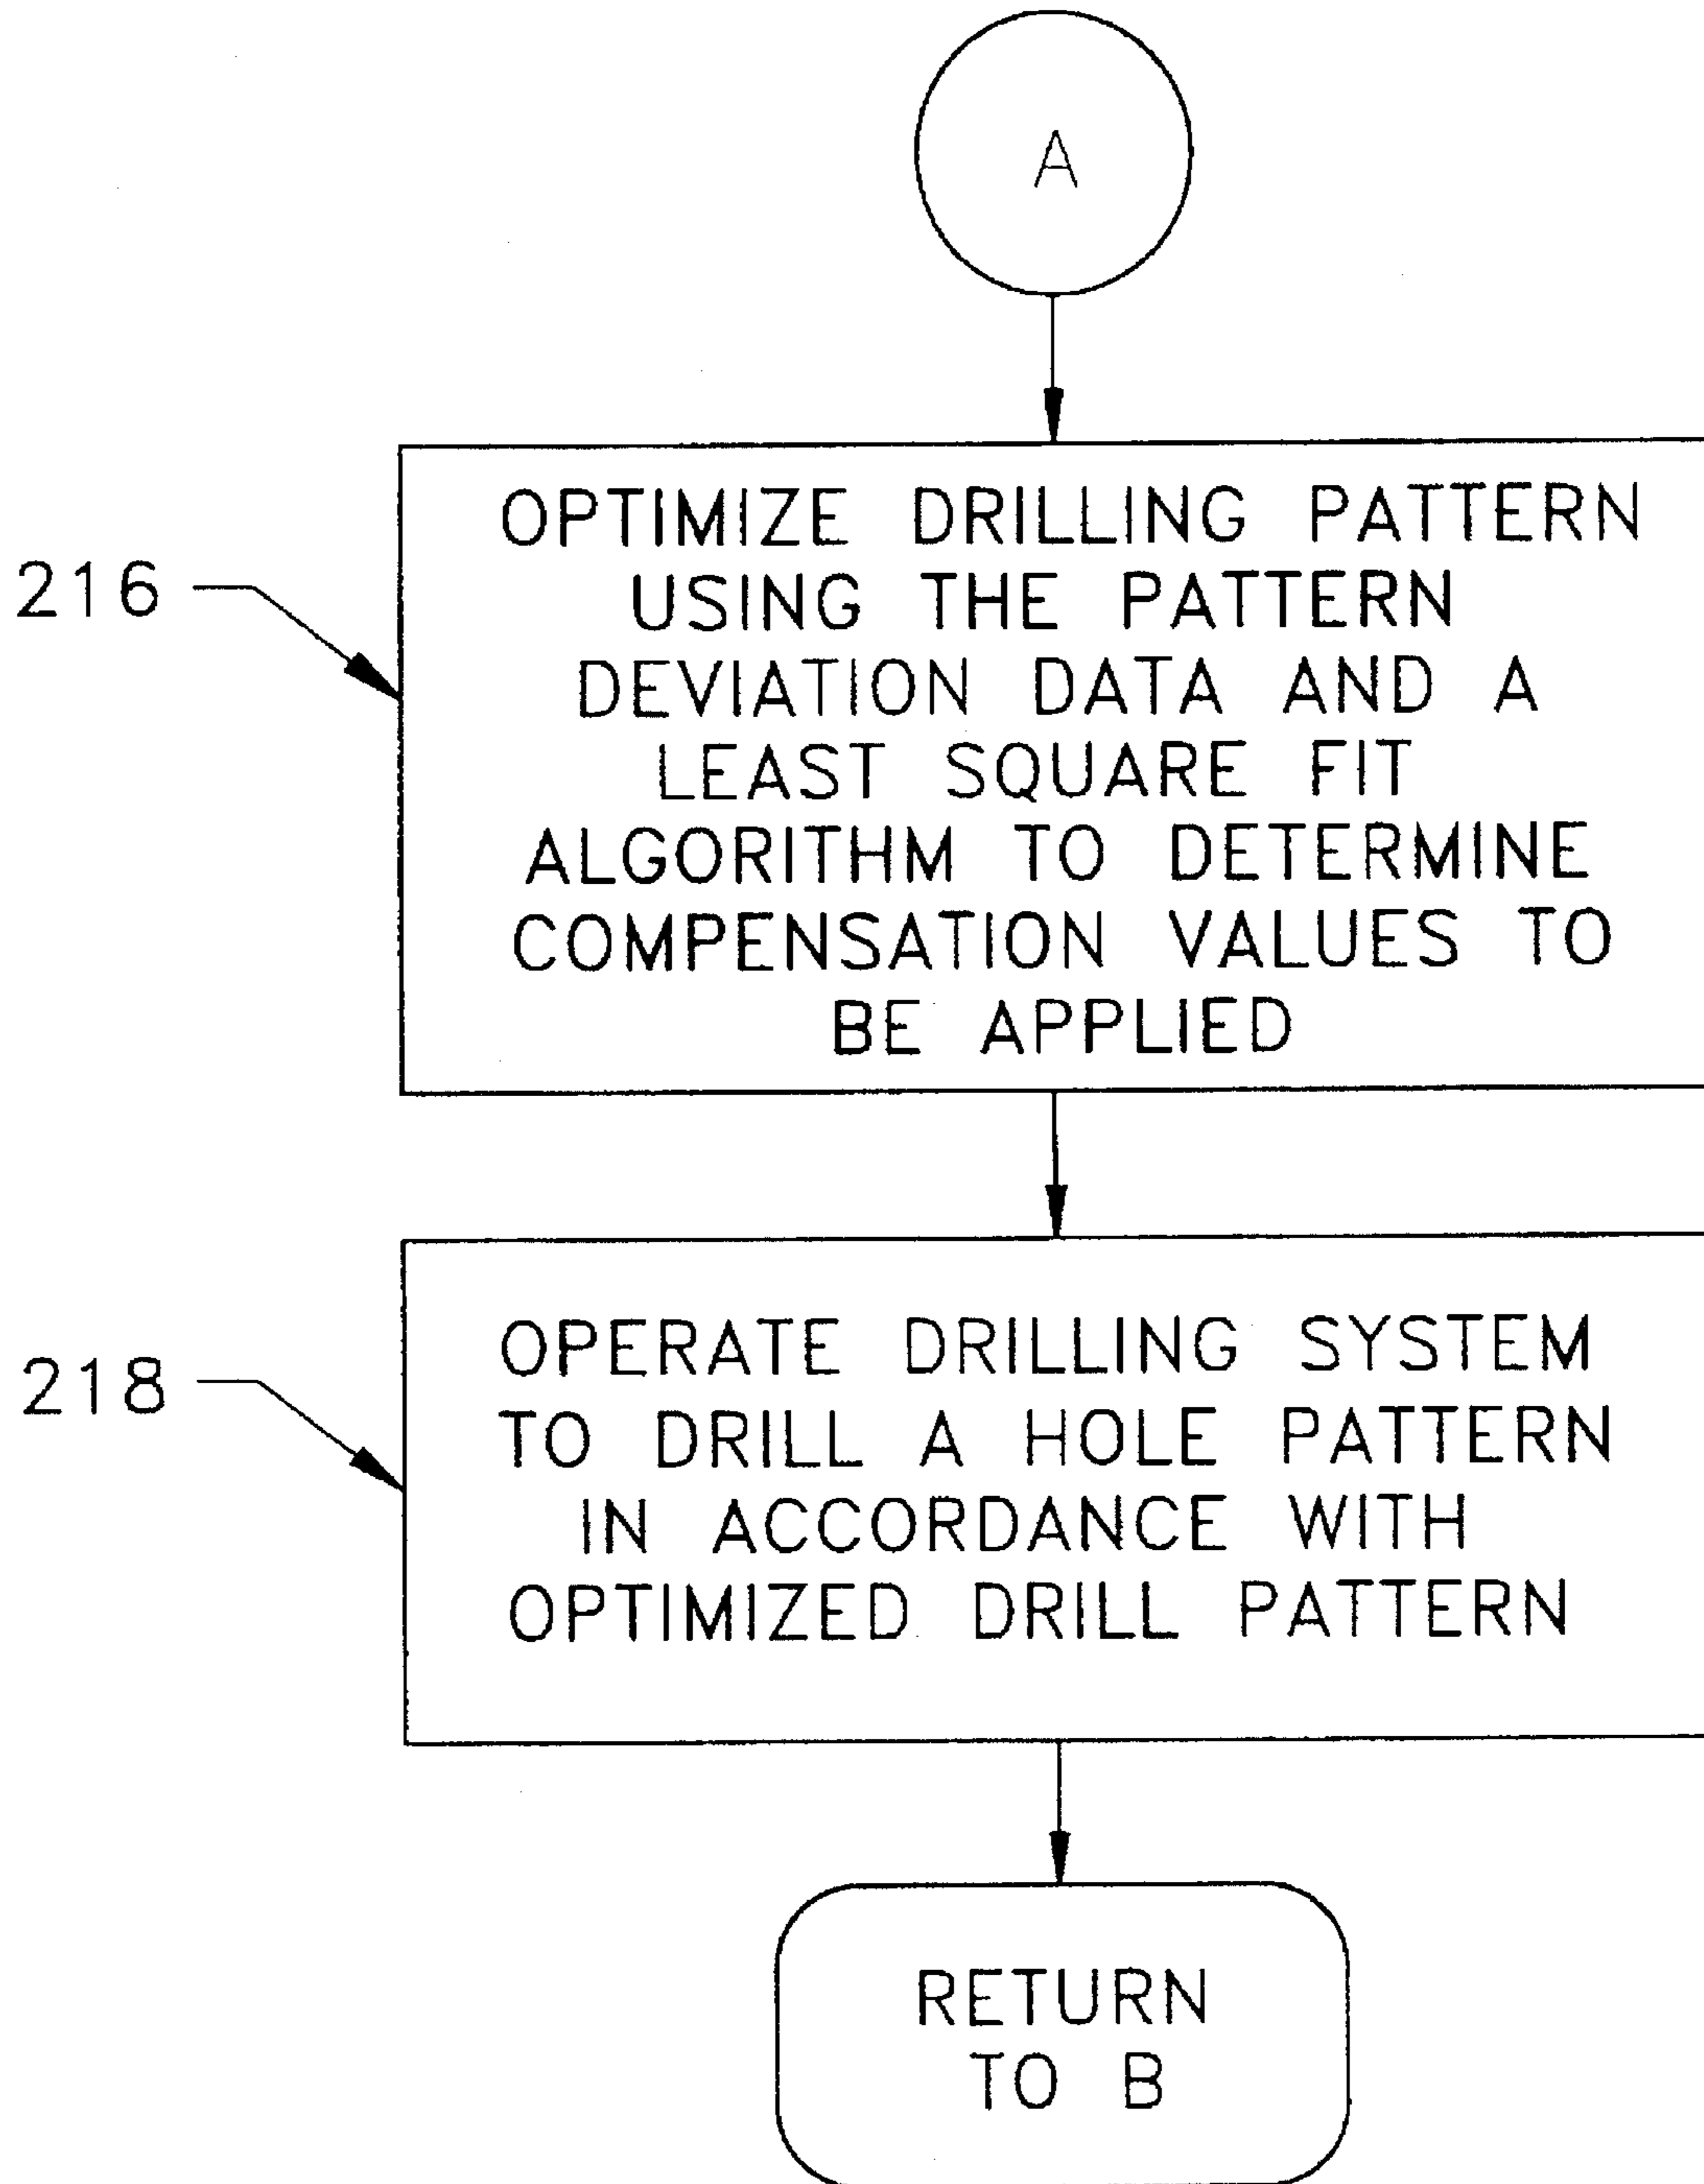 A
216
OPTIMIZE DRILLING PATTERN
USING THE PATTERN
DEVIATION DATA AND A
LEAST SQUARE FIT
ALGORITHM TO DETERMINE
COMPENSATION VALUES TO
BE APPLIED
218
OPERATE DRILLING SYSTEM
TO DRILL A HOLE PATTERN
IN ACCORDANCE WITH
OPTIMIZED DRILL PATTERN
RETURN
TO B